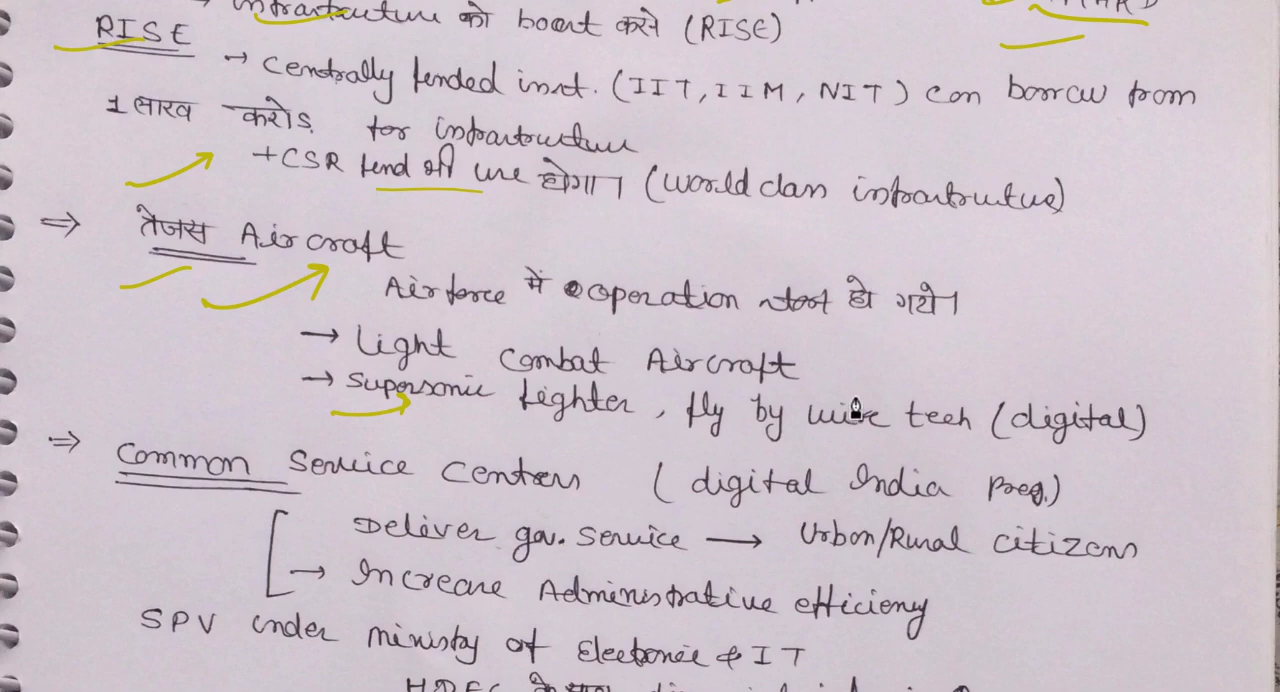 → infrastructure को boost करने (RISE)
RISE
→ centrally funded inst. (IIT, IIM, NIT) can borrow from
1 लाख करोड़ for infrastructure
+CSR fund भी use होगा। (world class infrastructure)
⇒ तेजस Aircraft
Airforce में operation शुरू हो गये।
→ Light Combat Aircraft
→ Supersonic fighter, fly by wire tech (digital)
⇒ Common Service Centers (digital India Prog.)
Deliver gov. service → Urban/Rural citizens
→ Increase Administrative efficieny
SPV under ministry of Electronic & IT
HDFC के साथ